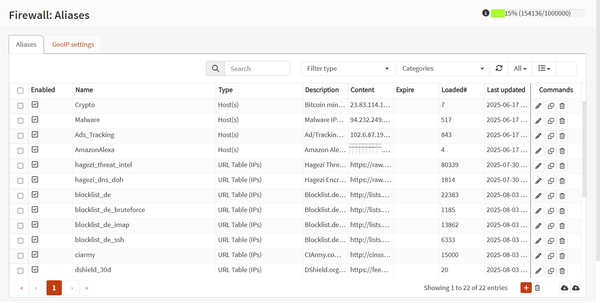 Firewall: Aliases
15% (154136/1000000)
Aliases GeoIP settings
Search Filter type Categories All
Enabled Name Type Description Content Expire Loaded# Last updated Commands
Crypto Host(s) Bitcoin min... 23.83.114.1... 7 2025-06-17 ...
Malware Host(s) Malware IP... 94.232.249... 517 2025-06-17 ...
Ads_Tracking Host(s) Ad/Trackin... 102.6.87.19... 843 2025-06-17 ...
AmazonAlexa Host(s) Amazon Ale... 4 2025-06-17 ...
hagezi_threat_intel URL Table (IPs) Hagezi Thre... https://raw.... 80339 2025-07-30 ...
hagezi_dns_doh URL Table (IPs) Hagezi Encr... https://raw.... 1814 2025-07-30 ...
blocklist_de URL Table (IPs) Blocklist.de... http://lists.... 22383 2025-08-03 ...
blocklist_de_bruteforce URL Table (IPs) Blocklist.de... http://lists.... 1185 2025-08-03 ...
blocklist_de_imap URL Table (IPs) Blocklist.de... http://lists.... 13862 2025-08-03 ...
blocklist_de_ssh URL Table (IPs) Blocklist.de... http://lists.... 6333 2025-08-03 ...
ciarmy URL Table (IPs) CIArmy.co... http://cinss... 15000 2025-08-03 ...
dshield_30d URL Table (IPs) DShield.org... https://fee... 20 2025-08-03 ...
« ‹ 1 › » Showing 1 to 22 of 22 entries